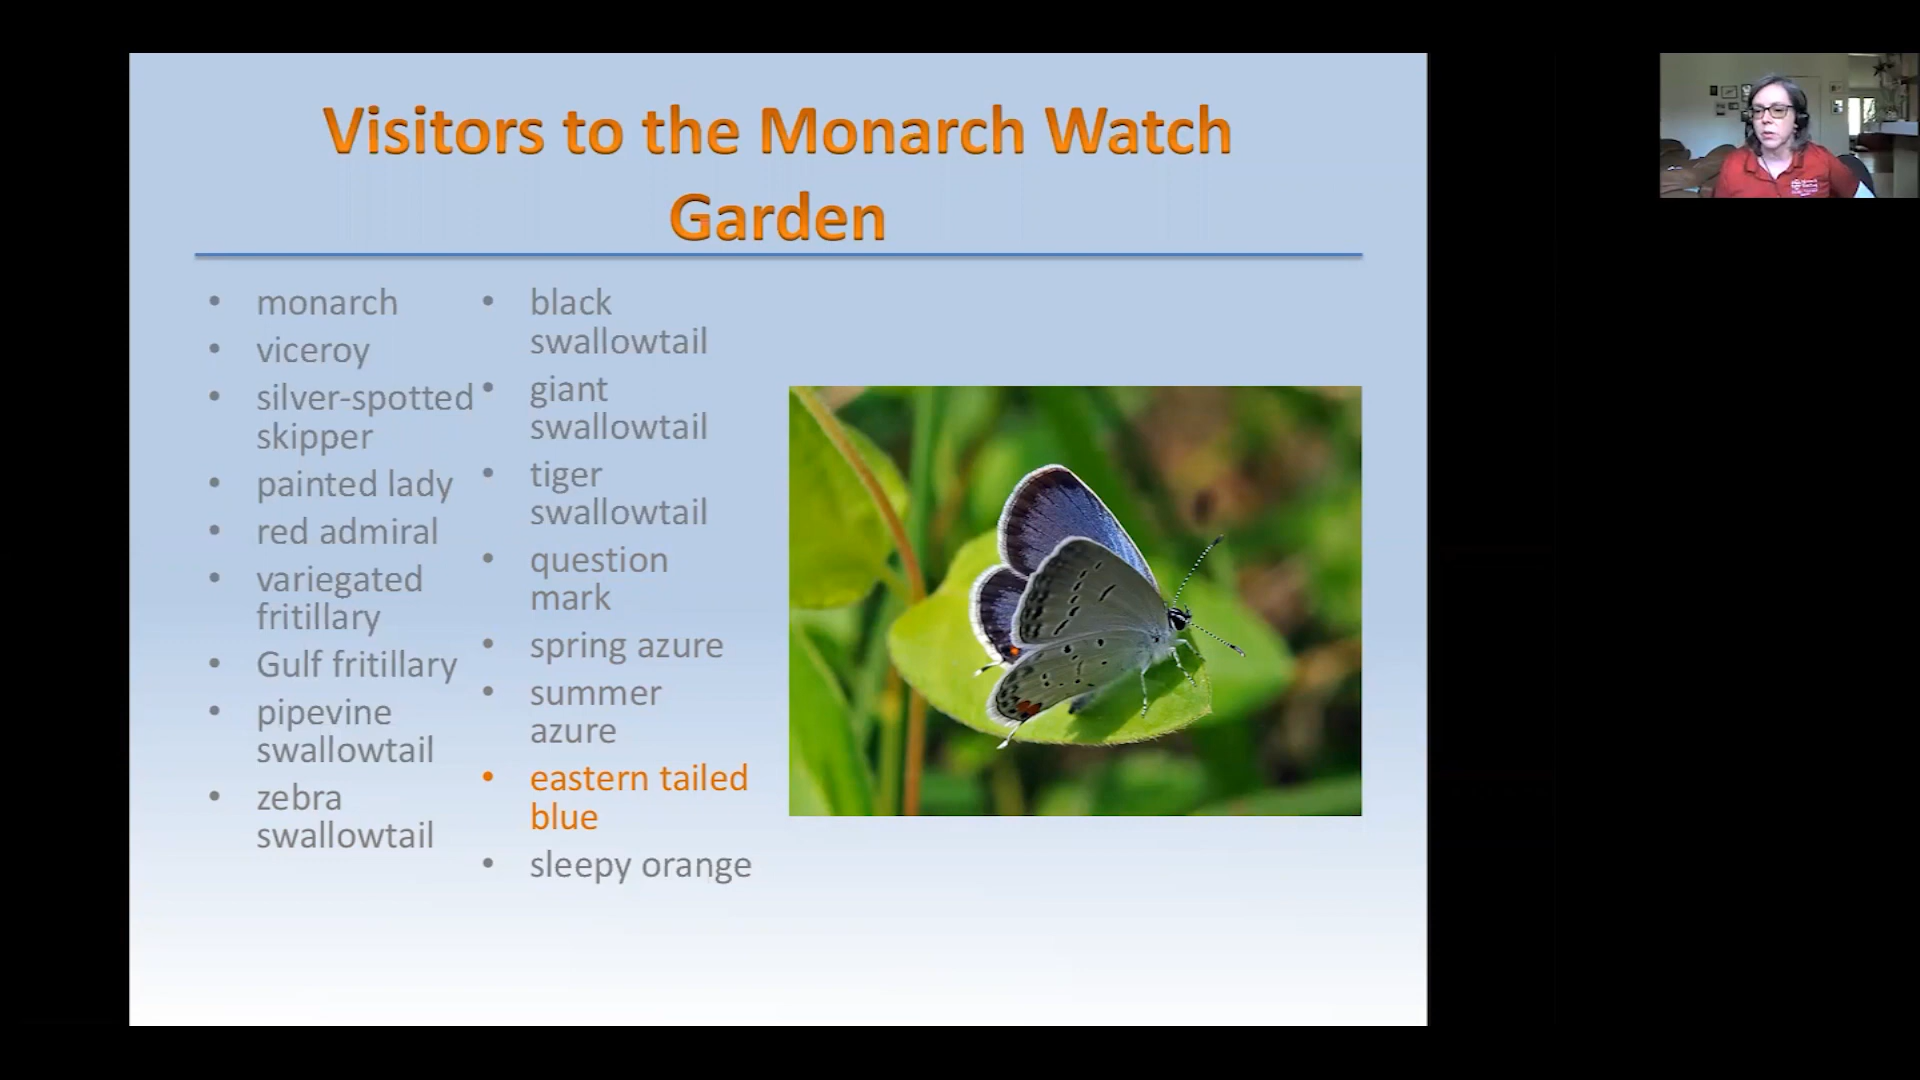 Visitors to the Monarch Watch
Garden
• monarch
• viceroy
• silver-spotted
skipper
• painted lady
• red admiral
• variegated
fritillary
• Gulf fritillary
• pipevine
swallowtail
• zebra
swallowtail
• black
swallowtail
• giant
swallowtail
• tiger
swallowtail
• question
mark
• spring azure
• summer
azure
• eastern tailed
blue
• sleepy orange